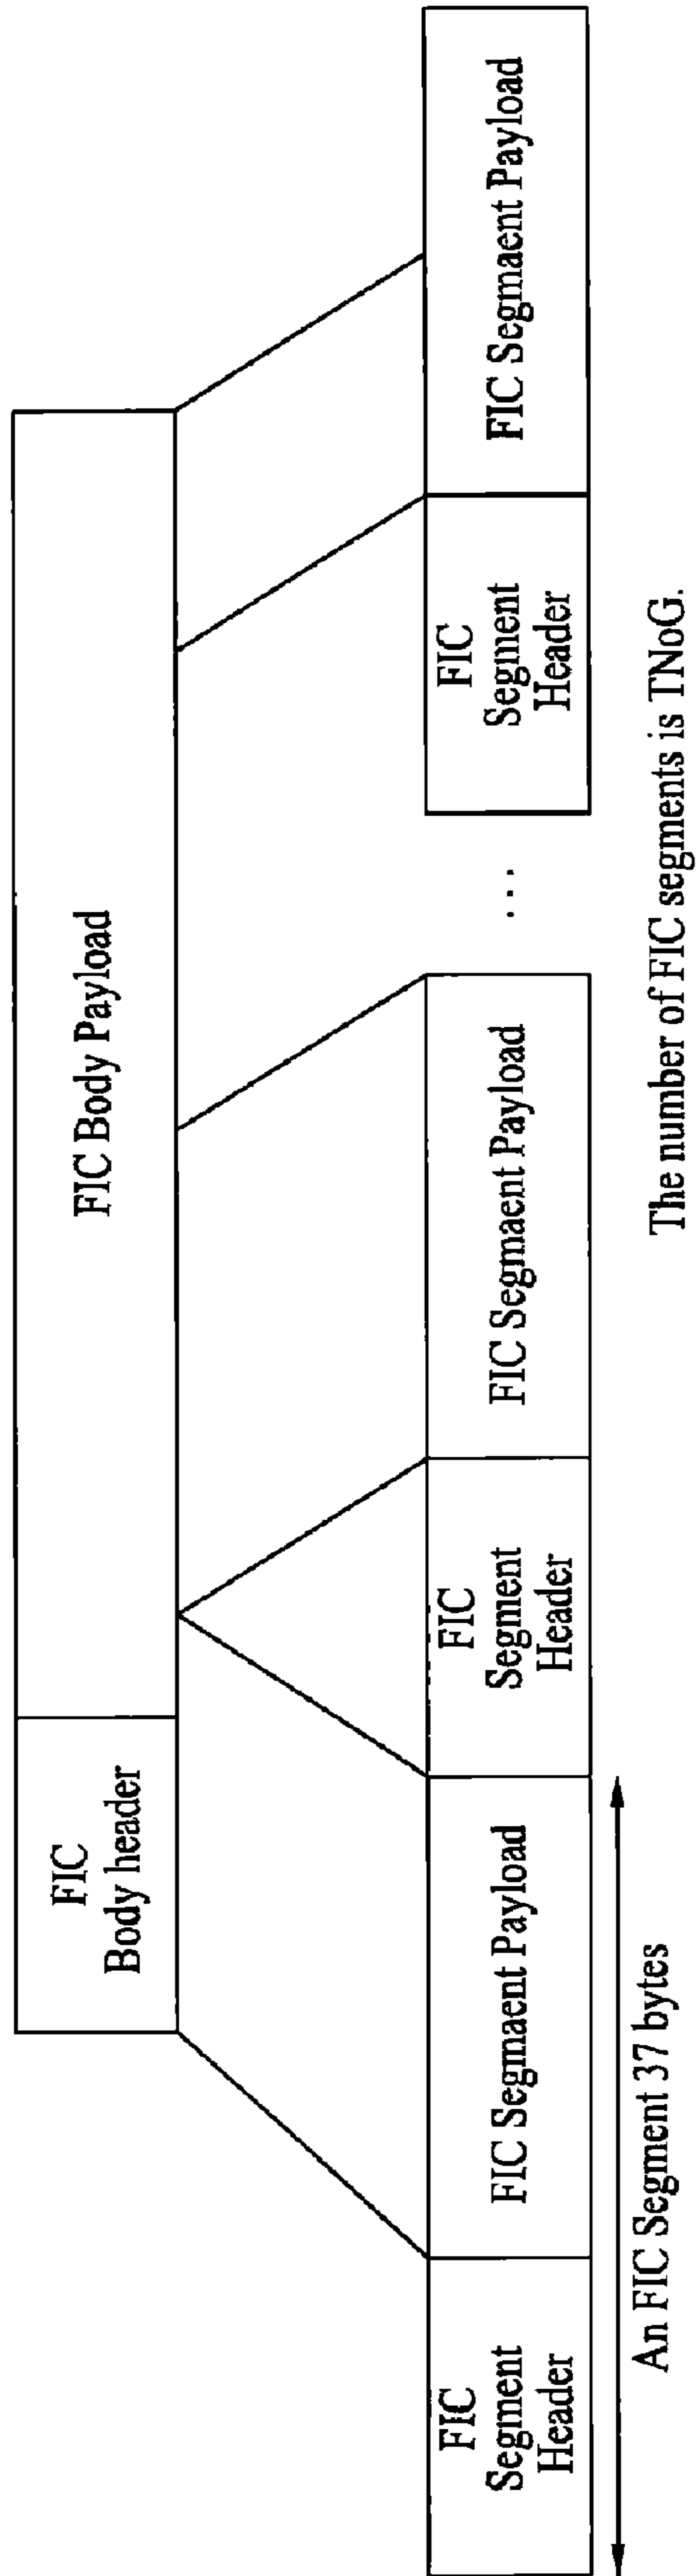 FIC
Body header
FIC Body Payload
FIC
Segment
Header
FIC Segmaent Payload
FIC
Segment
Header
FIC Segmaent Payload
...
FIC
Segment
Header
FIC Segmaent Payload
An FIC Segment 37 bytes
The number of FIC segments is TNoG.